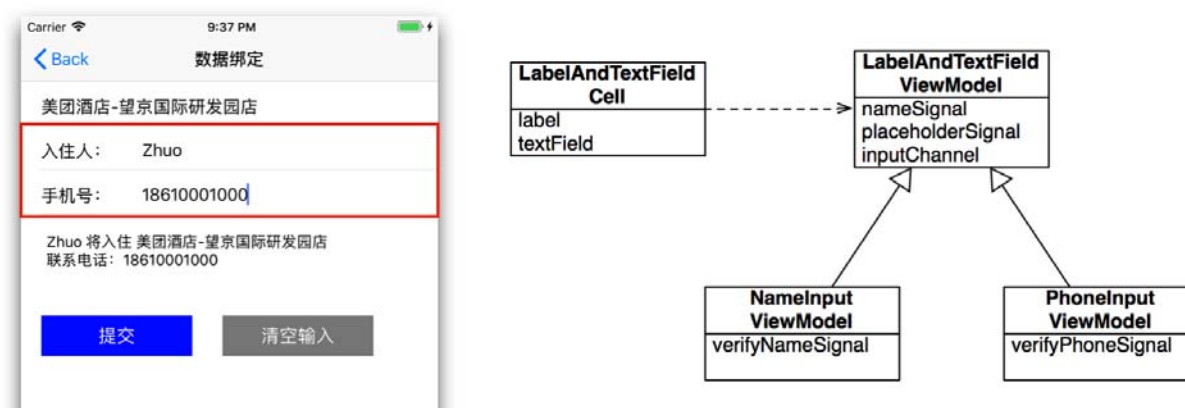 Carrier
9:37 PM
Back
数据绑定
美团酒店-望京国际研发园店
入住人： Zhuo
手机号： 18610001000
Zhuo 将入住 美团酒店-望京国际研发园店
联系电话：18610001000
提交
清空输入
LabelAndTextField
Cell
label
textField
LabelAndTextField
ViewModel
nameSignal
placeholderSignal
inputChannel
NameInput
ViewModel
verifyNameSignal
PhoneInput
ViewModel
verifyPhoneSignal